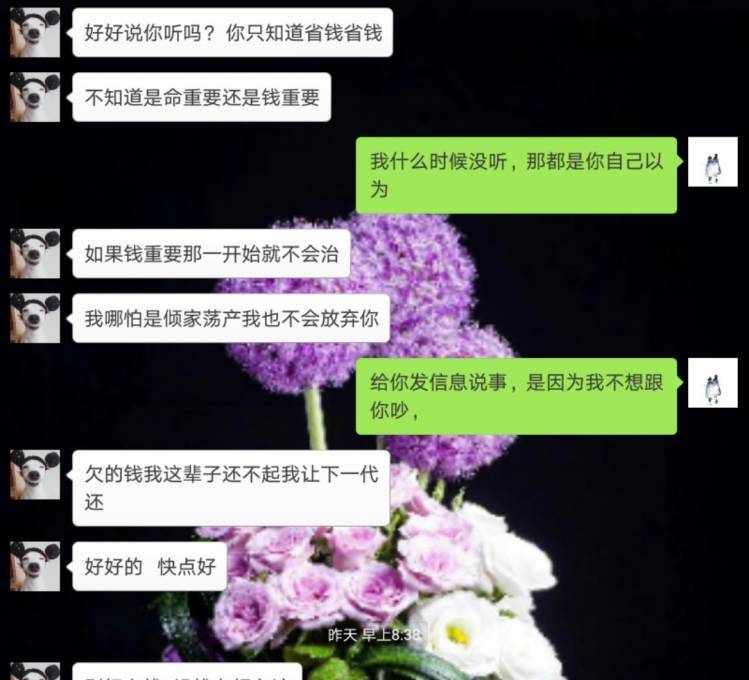 好好说你听吗？你只知道省钱省钱
不知道是命重要还是钱重要
我什么时候没听，那都是你自己以
为
如果钱重要那一开始就不会治
我哪怕是倾家荡产我也不会放弃你
给你发信息说事，是因为我不想跟
你吵，
欠的钱我这辈子还不起我让下一代
还
好好的 快点好
昨天 早上8:38